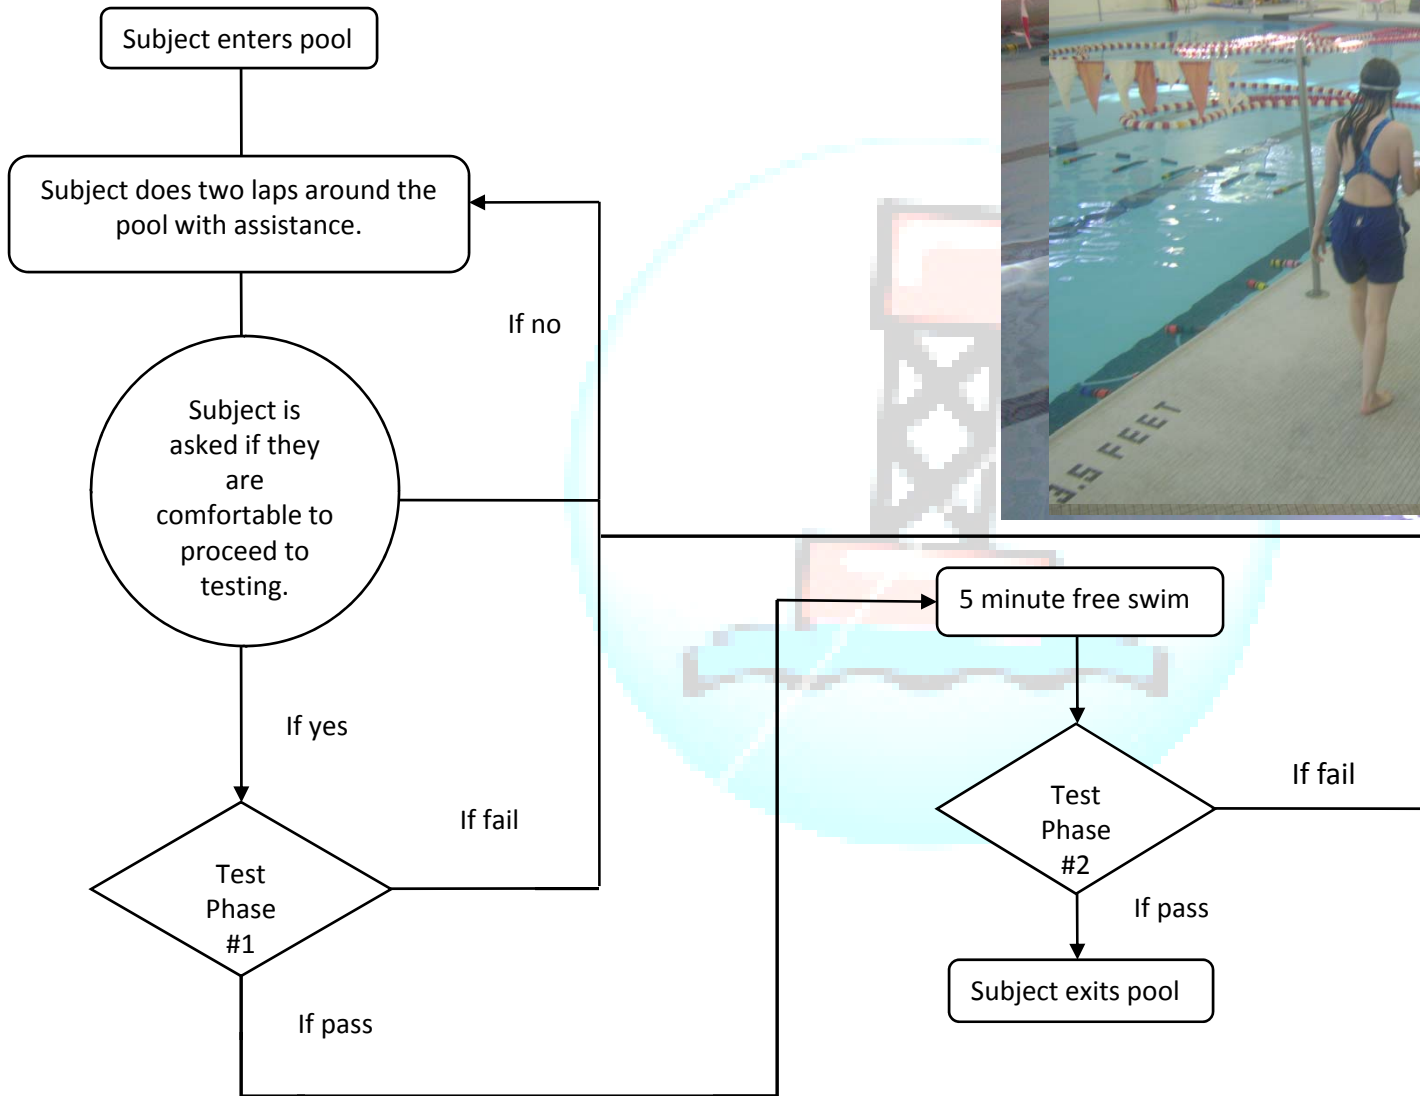 Subject enters pool
Subject does two laps around the
pool with assistance.
If no
Subject is
asked if they
are
comfortable to
proceed to
testing.
If yes
If fail
Test
Phase
#1
If pass
5 minute free swim
Test
Phase
#2
If fail
If pass
Subject exits pool
3.5 FEET